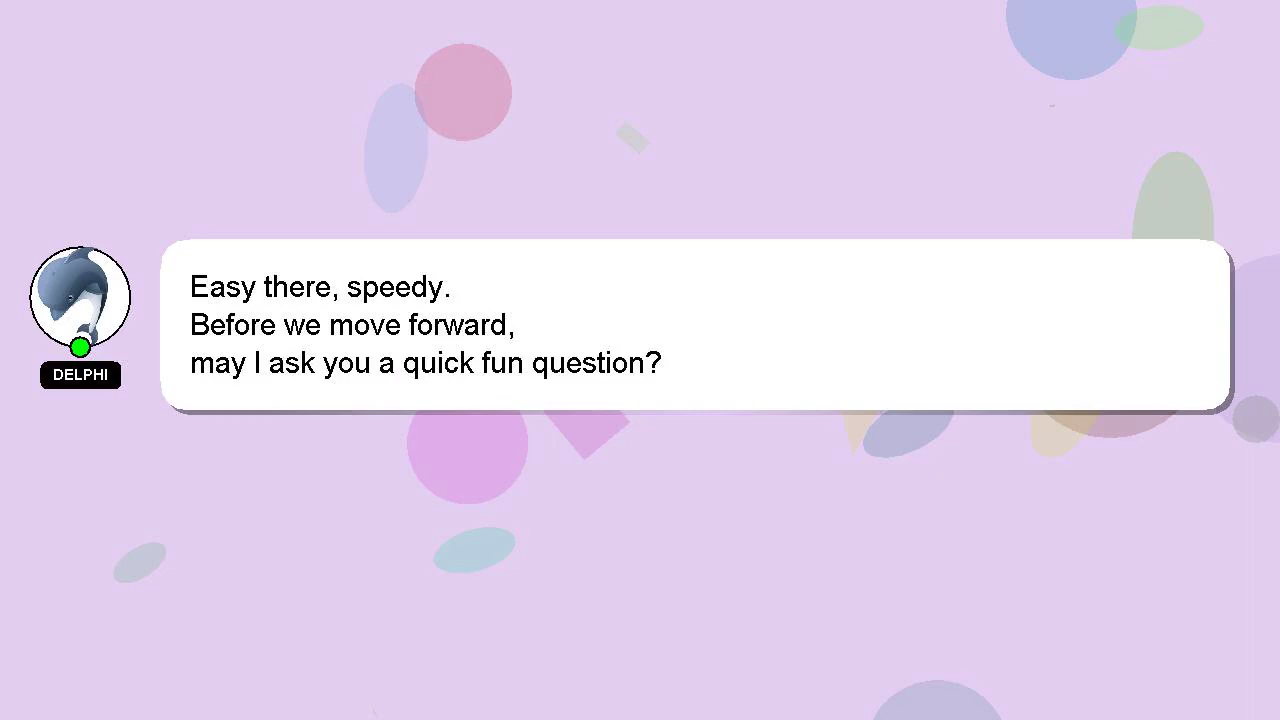 Easy there, speedy.
Before we move forward,
may I ask you a quick fun question?
DELPHI